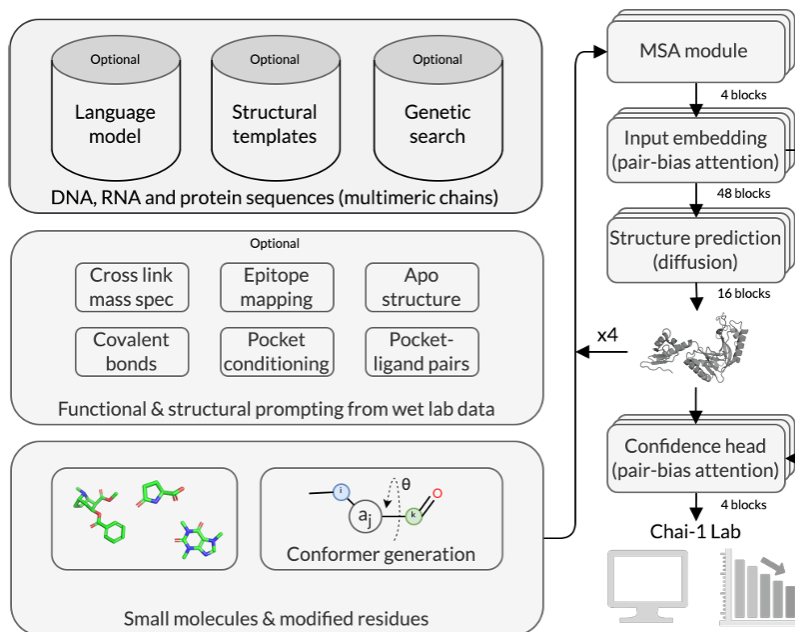 Optional
Language
model
Optional
Structural
templates
Optional
Genetic
search
DNA, RNA and protein sequences (multimeric chains)
Optional
Cross link
mass spec
Epitope
mapping
Apo
structure
Covalent
bonds
Pocket
conditioning
Pocket-
ligand pairs
Functional & structural prompting from wet lab data
i
aj
k
O
θ
Conformer generation
Small molecules & modified residues
MSA module
4 blocks
Input embedding
(pair-bias attention)
48 blocks
Structure prediction
(diffusion)
16 blocks
x4
Confidence head
(pair-bias attention)
4 blocks
Chai-1 Lab